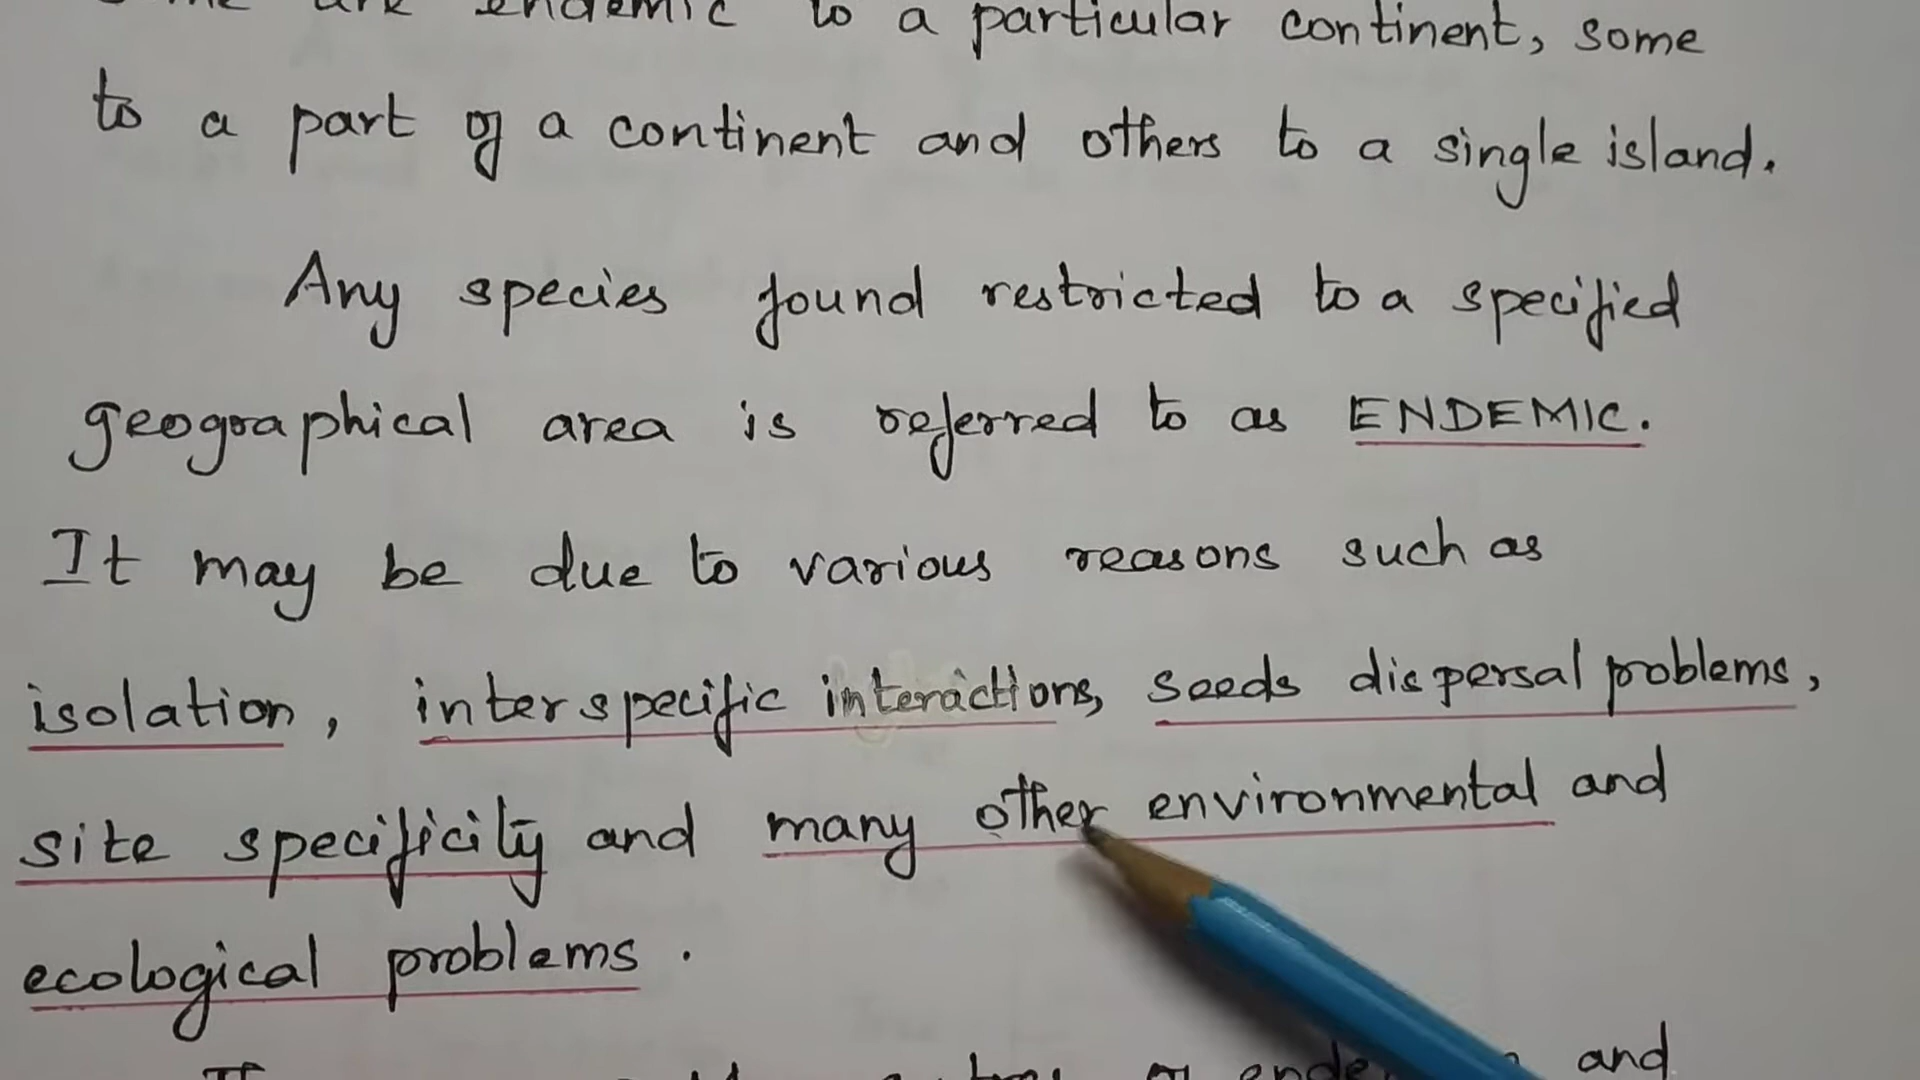 are endemic to a particular continent, some
to a part of a continent and others to a single island.
Any species found restricted to a specified
geographical area is referred to as ENDEMIC.
It may be due to various reasons such as
isolation, interspecific interactions, seeds dispersal problems,
site specificity and many other environmental and
ecological problems.
and